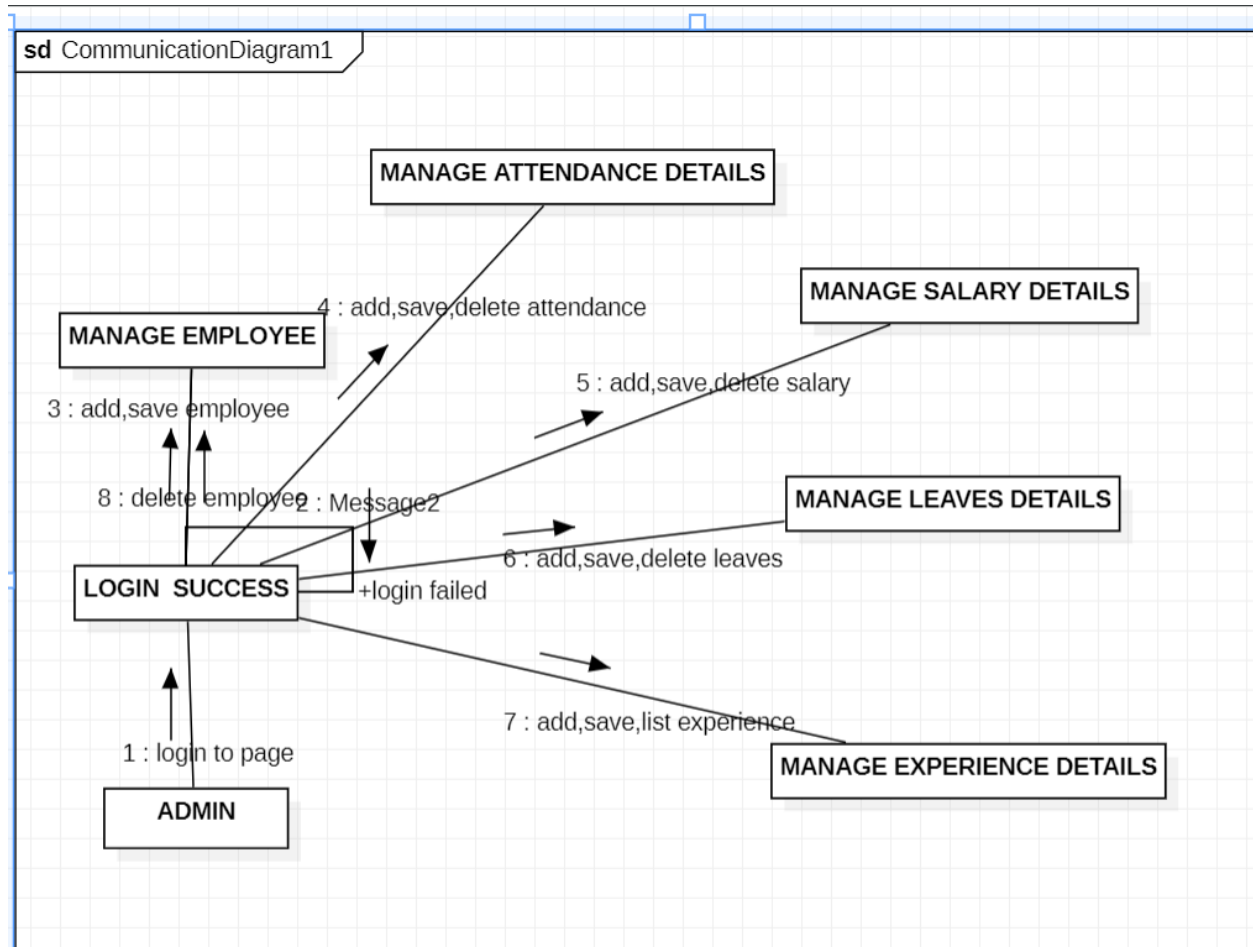 sd CommunicationDiagram1
MANAGE ATTENDANCE DETAILS
MANAGE SALARY DETAILS
4 : add,save,delete attendance
MANAGE EMPLOYEE
5 : add,save,delete salary
3 : add,save employee
8 : delete employee
2 : Message2
MANAGE LEAVES DETAILS
6 : add,save,delete leaves
LOGIN  SUCCESS
+login failed
7 : add,save,list experience
1 : login to page
MANAGE EXPERIENCE DETAILS
ADMIN